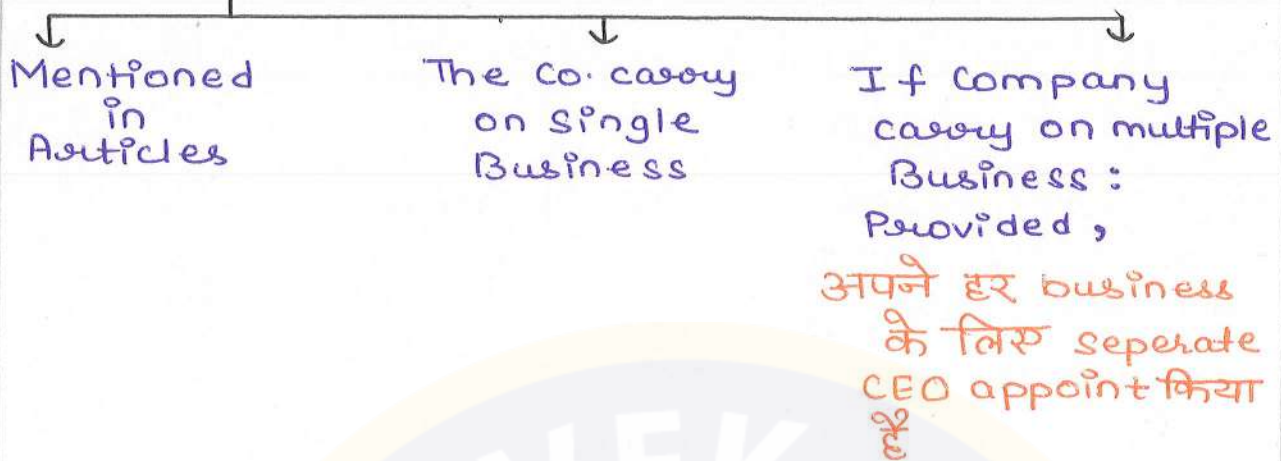 Mentioned
in
Articles
The Co. carry
on single
Business
If Company
carry on multiple
Business :
Provided,
अपने हर business
के लिए seperate
CEO appoint किया
है